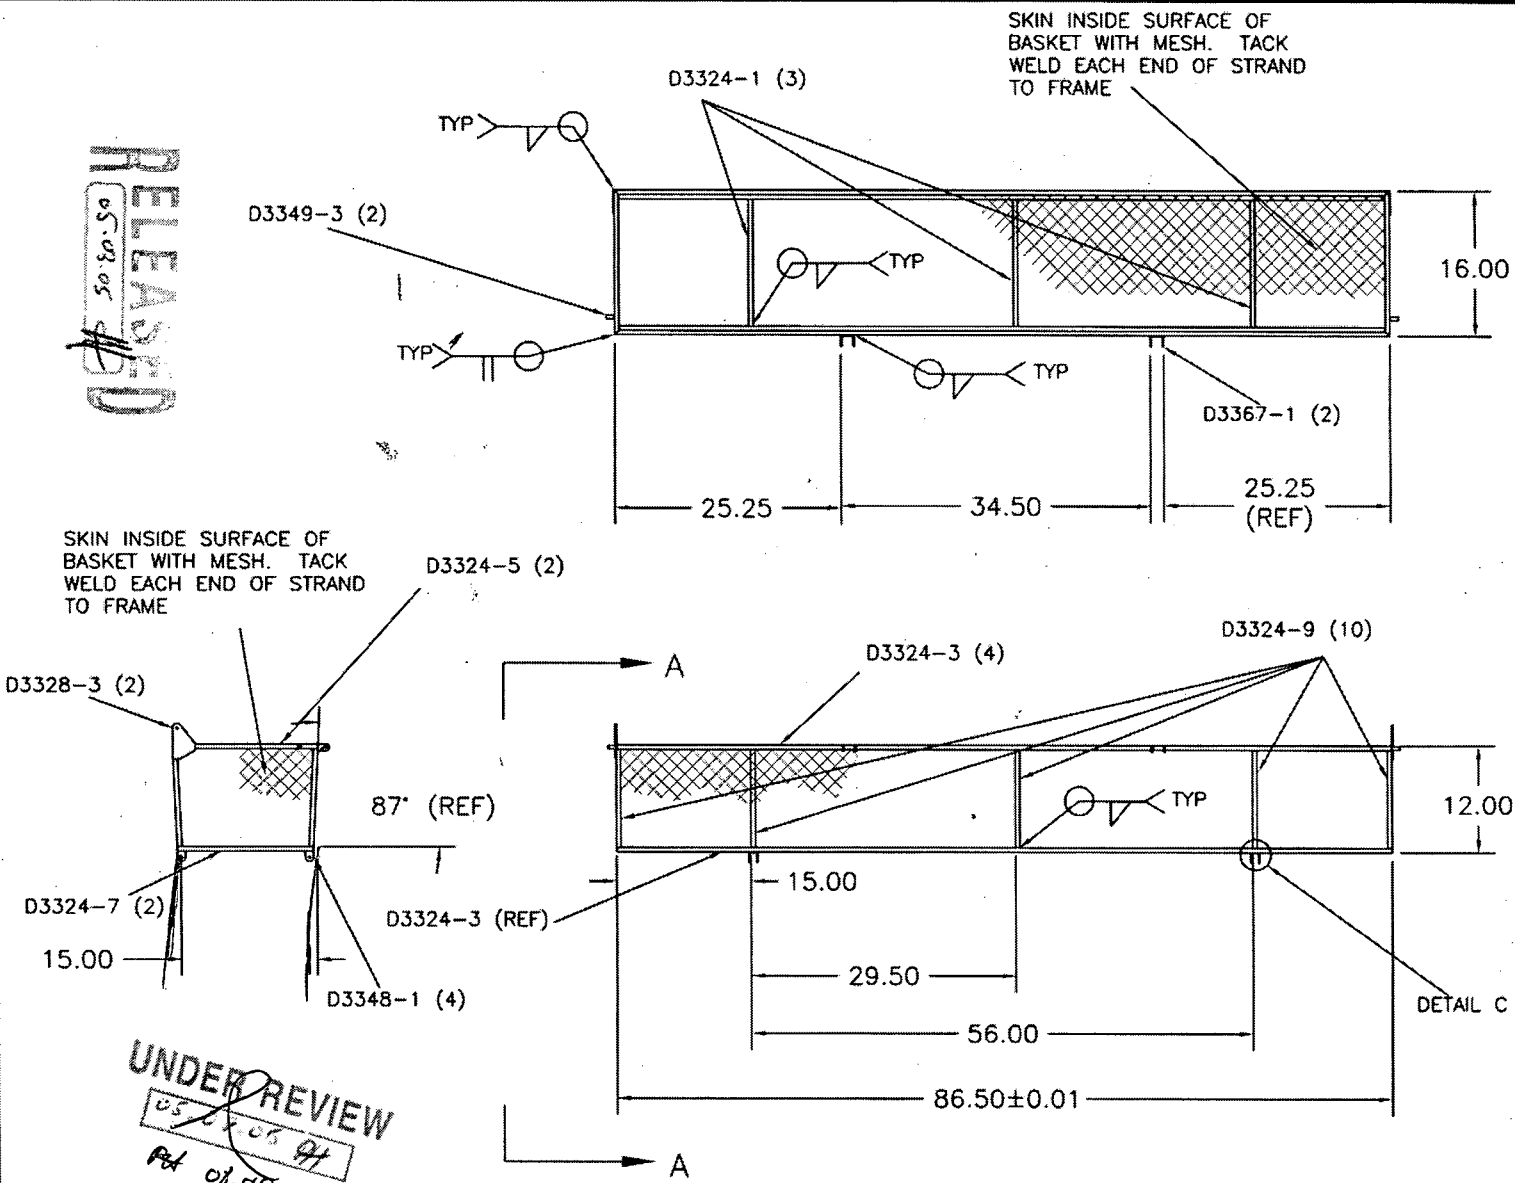 SKIN INSIDE SURFACE OF
BASKET WITH MESH. TACK
WELD EACH END OF STRAND
TO FRAME
D3324-1 (3)
TYP
RELEASED
D3349-3 (2)
TYP
16.00
TYP
TYP
D3367-1 (2)
25.25
34.50
25.25
(REF)
SKIN INSIDE SURFACE OF
BASKET WITH MESH. TACK
WELD EACH END OF STRAND
TO FRAME
D3324-5 (2)
D3324-9 (10)
D3324-3 (4)
A
D3328-3 (2)
87° (REF)
TYP
12.00
15.00
D3324-7 (2)
D3324-3 (REF)
15.00
29.50
D3348-1 (4)
DETAIL C
56.00
UNDER REVIEW
86.50±0.01
A